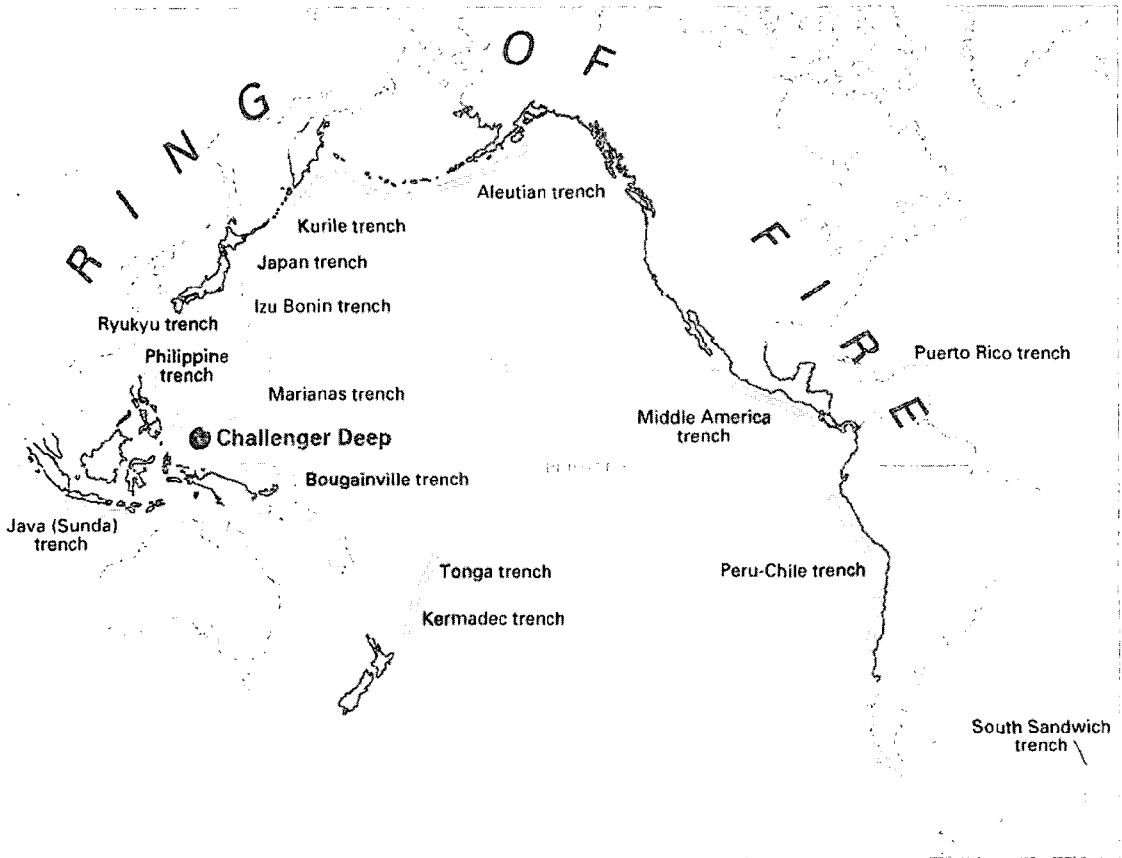 RING OF FIRE
Aleutian trench
Kurile trench
Japan trench
Izu Bonin trench
Ryukyu trench
Philippine
trench
Puerto Rico trench
Marianas trench
Middle America
trench
Challenger Deep
Bougainville trench
Java (Sunda)
trench
Tonga trench
Peru-Chile trench
Kermadec trench
South Sandwich
trench